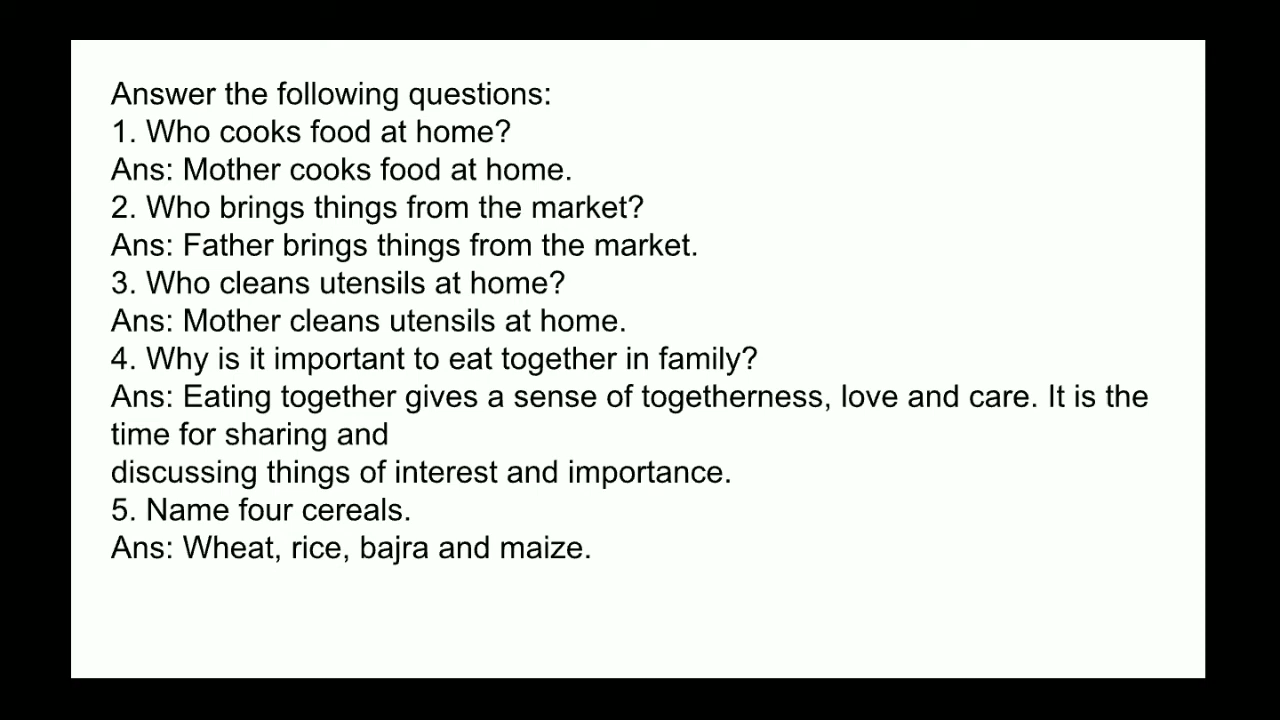 Answer the following questions:
1. Who cooks food at home?
Ans: Mother cooks food at home.
2. Who brings things from the market?
Ans: Father brings things from the market.
3. Who cleans utensils at home?
Ans: Mother cleans utensils at home.
4. Why is it important to eat together in family?
Ans: Eating together gives a sense of togetherness, love and care. It is the
time for sharing and
discussing things of interest and importance.
5. Name four cereals.
Ans: Wheat, rice, bajra and maize.